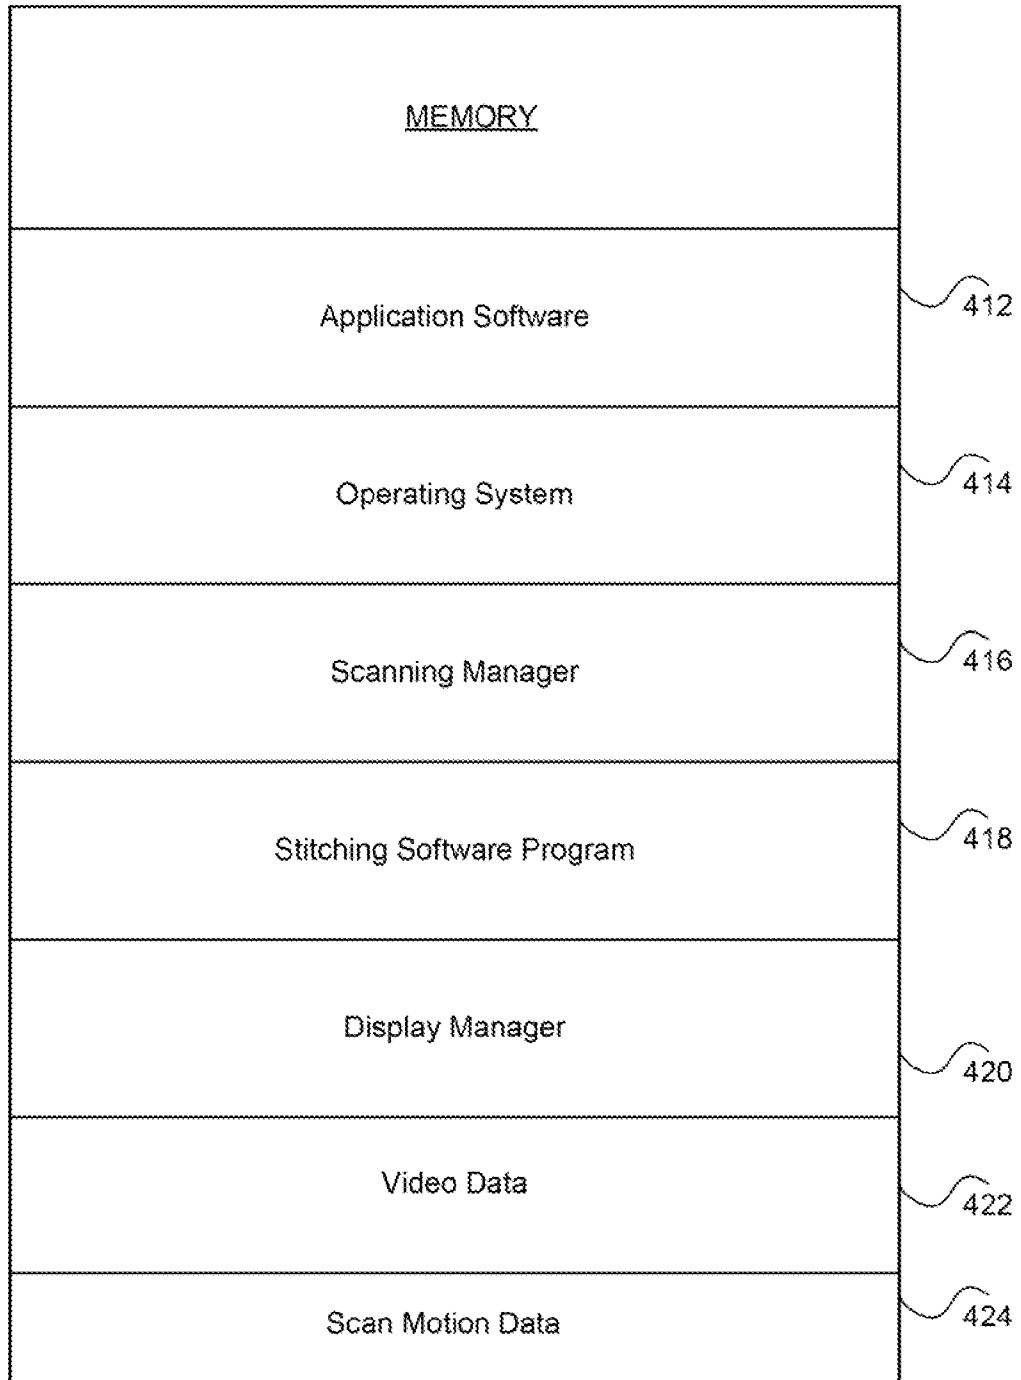 MEMORY
Application Software
412
Operating System
414
Scanning Manager
416
Stitching Software Program
418
Display Manager
420
Video Data
422
Scan Motion Data
424